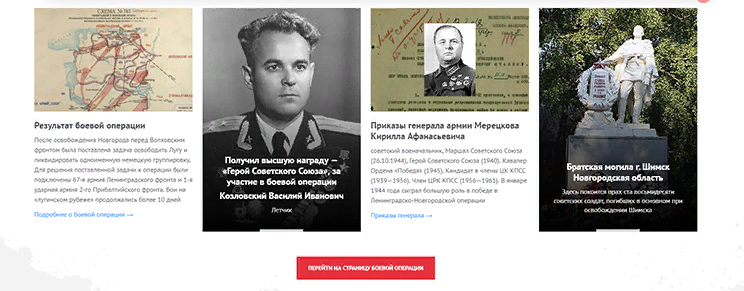 СХЕМА №
Результат боевой операции
После освобождения Новгорода перед Волховским
фронтом была поставлена задача освободить Лугу и
ликвидировать одноименную немецкую группировку,
Для решения поставленной задачи к операции были
подключены 67-я армия Ленинградского фронта и 1-я
ударная армия 2-го Прибалтийского фронта. бои на
«лугинском рубеже» продолжались более 10 дней
Подробнее о боевой операции →
Получил высшую награду —
«Герой Советского Союза», за
участие в боевой операции
Козловский Василий Иванович
Летчик
Приказы генерала армии Мерецкова
Кирилла Афанасьевича
советский военачальник, Маршал Советского Союза
(26.10.1944), Герой Советского Союза (1940). Кавалер
Ордена «Победа» (1945). Кандидат в члены ЦК КПСС
(1939—1956). Член ЦРК КПСС (1956—1961). В январе
1944 года сыграл большую роль в победе в
Ленинградско-Новгородской операции
Приказы генерала →
Братская могила г. Шимск
Новгородская область
Здесь покоится прах ста восьмидесяти
советских солдат, погибших в основном при
освобождении Шимска
ПЕРЕЙТИ НА СТРАНИЦУ БОЕВОЙ ОПЕРАЦИИ